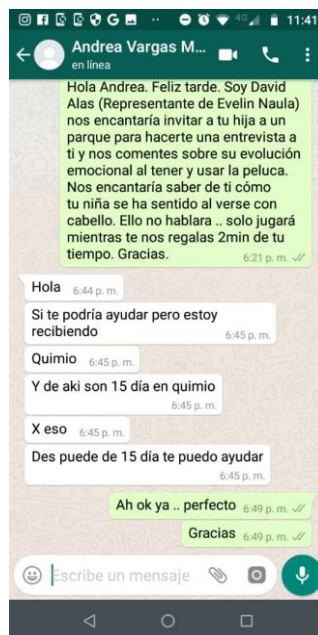 4G 11:41
Andrea Vargas M...
en línea
Hola Andrea. Feliz tarde. Soy David
Alas (Representante de Evelin Naula)
nos encantaría invitar a tu hija a un
parque para hacerte una entrevista a
ti y nos comentes sobre su evolución
emocional al tener y usar la peluca.
Nos encantaría saber de ti cómo
tu niña se ha sentido al verse con
cabello. Ello no hablara .. solo jugará
mientras te nos regalas 2min de tu
tiempo. Gracias. 6:21 p. m.
Hola 6:44 p. m.
Si te podría ayudar pero estoy
recibiendo 6:45 p. m.
Quimio 6:45 p. m.
Y de aki son 15 día en quimio
6:45 p. m.
X eso 6:45 p. m.
Des puede de 15 día te puedo ayudar
6:45 p. m.
Ah ok ya .. perfecto 6:49 p. m.
Gracias 6:49 p. m.
Escribe un mensaje